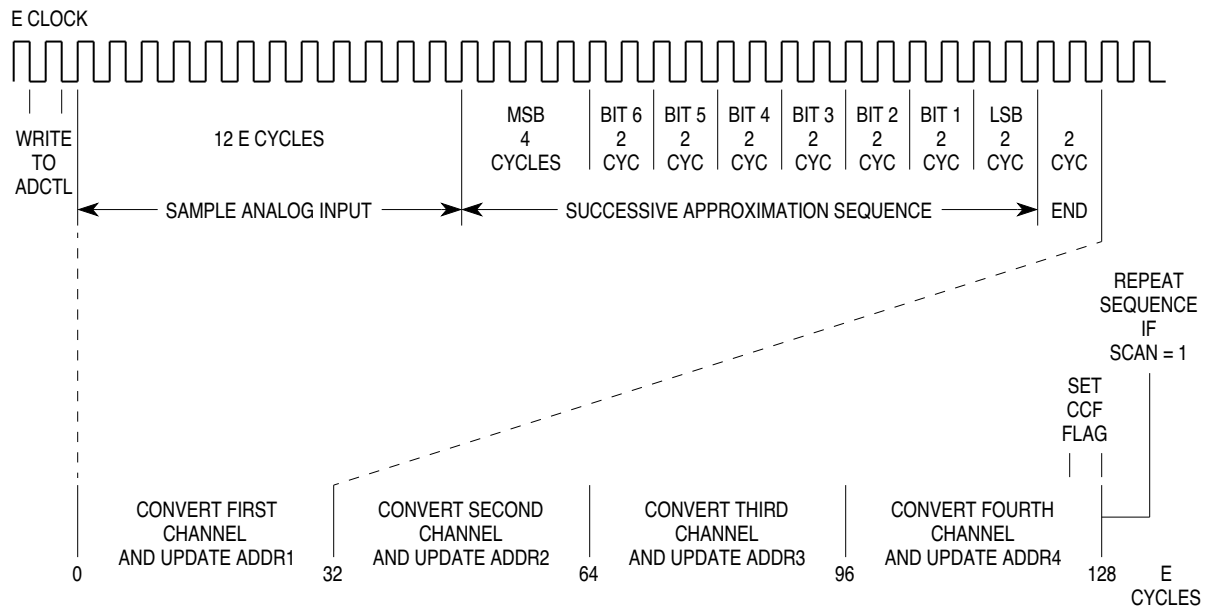 E CLOCK
WRITE
TO
ADCTL
12 E CYCLES
MSB
4
CYCLES
BIT 6
2
CYC
BIT 5
2
CYC
BIT 4
2
CYC
BIT 3
2
CYC
BIT 2
2
CYC
BIT 1
2
CYC
LSB
2
CYC
2
CYC
SAMPLE ANALOG INPUT
SUCCESSIVE APPROXIMATION SEQUENCE
END
REPEAT
SEQUENCE
IF
SCAN = 1
SET
CCF
FLAG
CONVERT FIRST
CHANNEL
AND UPDATE ADDR1
CONVERT SECOND
CHANNEL
AND UPDATE ADDR2
CONVERT THIRD
CHANNEL
AND UPDATE ADDR3
CONVERT FOURTH
CHANNEL
AND UPDATE ADDR4
0
32
64
96
128
E
CYCLES